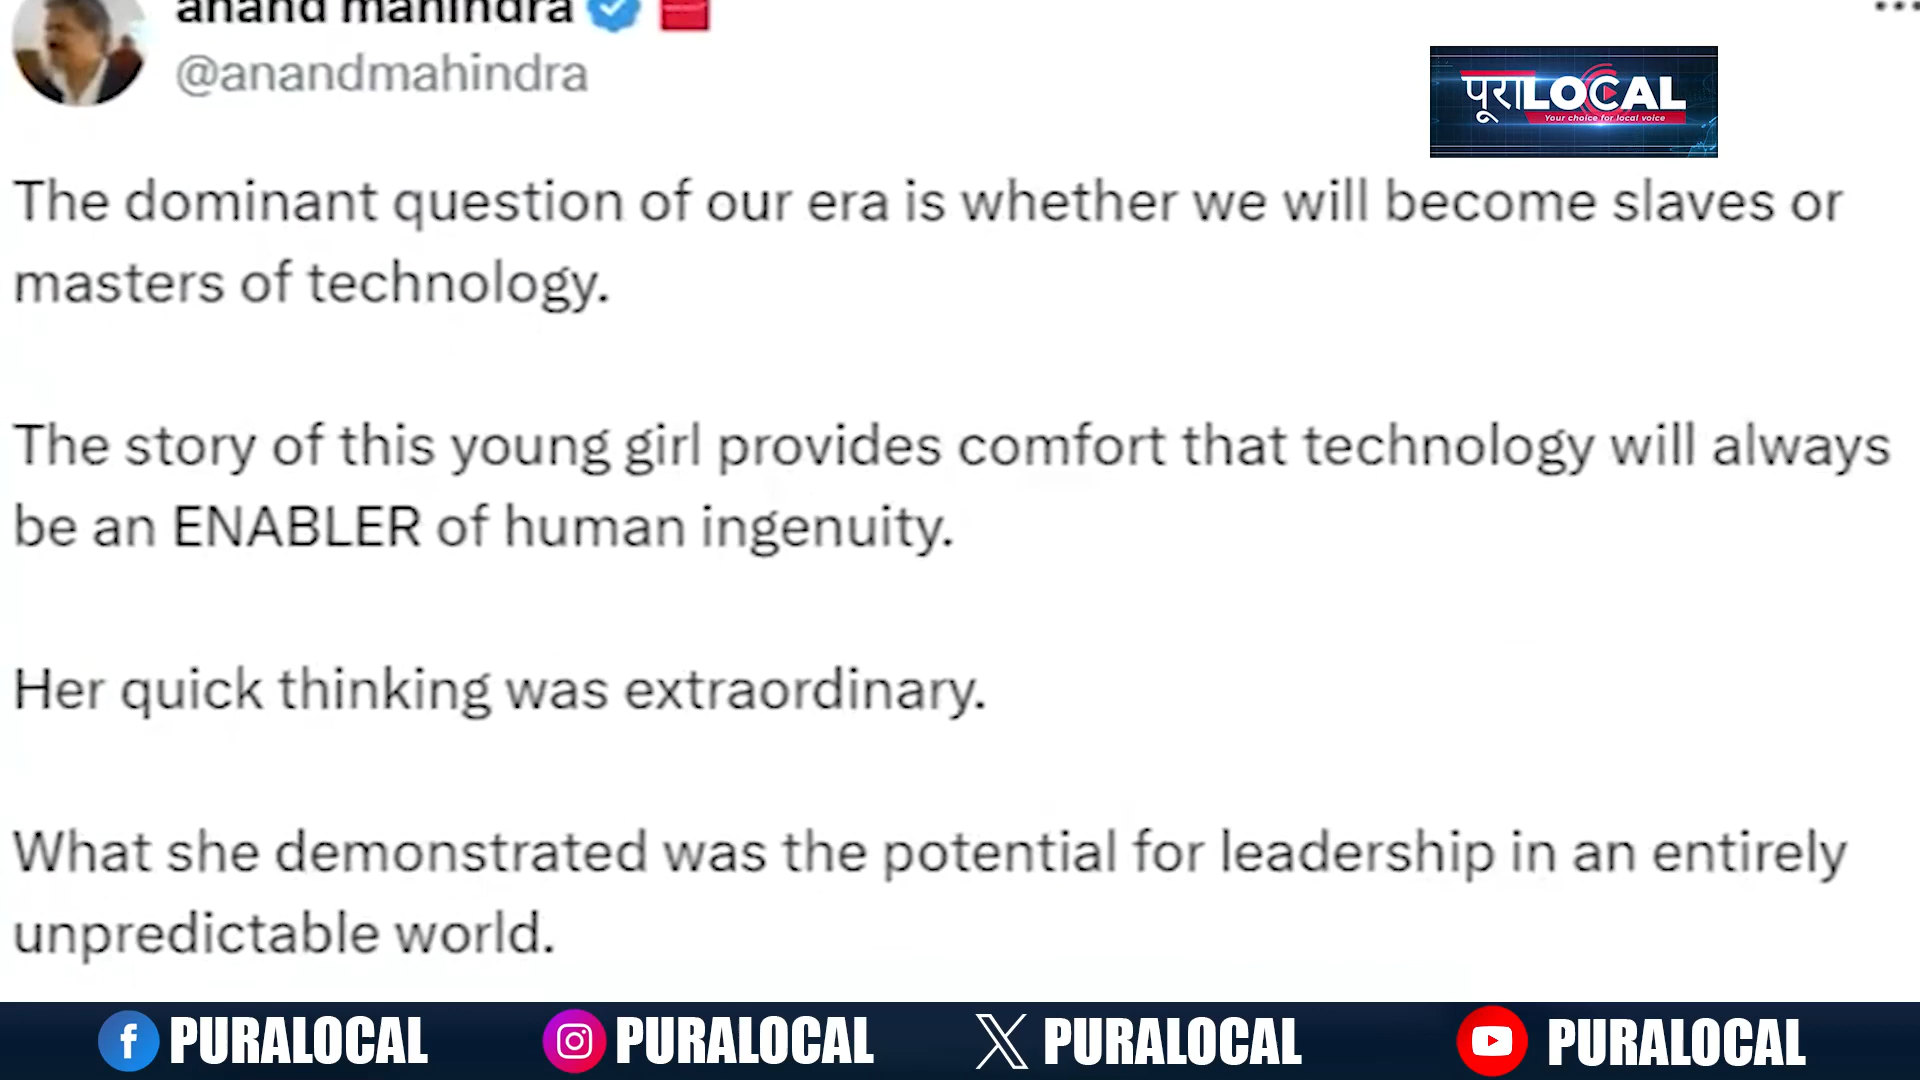 anand mahindra
@anandmahindra
पूरा LOCAL
Your choice for local voice
The dominant question of our era is whether we will become slaves or
masters of technology.
The story of this young girl provides comfort that technology will always
be an ENABLER of human ingenuity.
Her quick thinking was extraordinary.
What she demonstrated was the potential for leadership in an entirely
unpredictable world.
PURALOCAL PURALOCAL PURALOCAL PURALOCAL